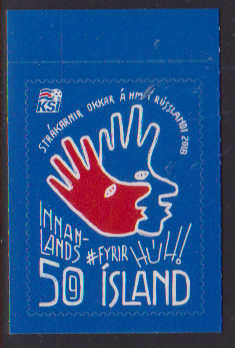 KSÍ
STRÁKARNIR OKKAR Á HM Í RÚSSLANDI 2018
INNAN-
LANDS
#FYRIR
HÚH!
50g ÍSLAND